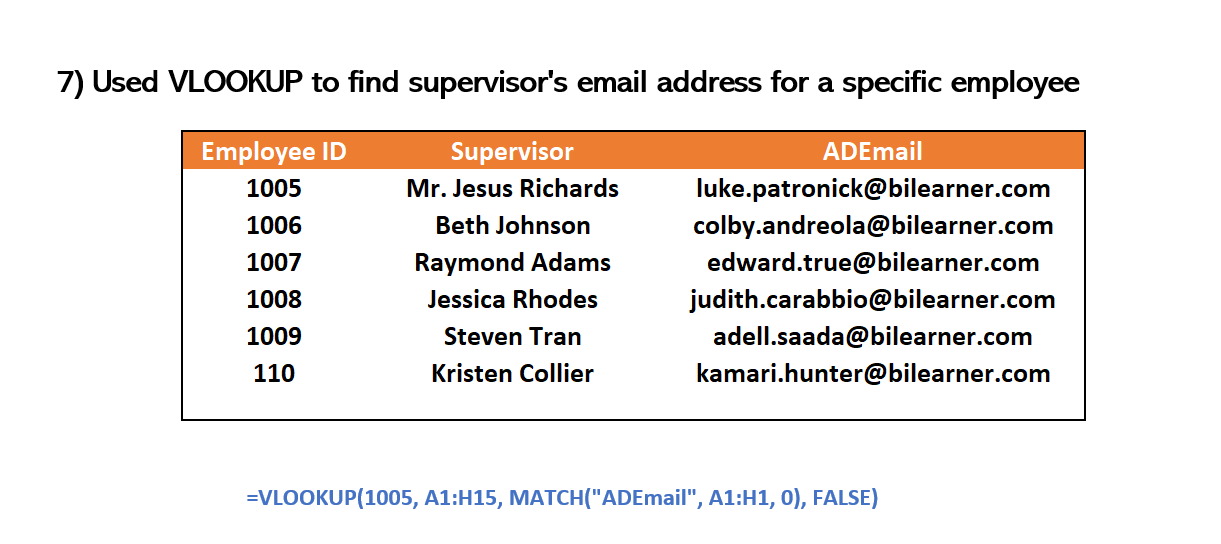 7) Used VLOOKUP to find supervisor's email address for a specific employee
Employee ID Supervisor ADEmail
1005 Mr. Jesus Richards luke.patronick@bilearner.com
1006 Beth Johnson colby.andreola@bilearner.com
1007 Raymond Adams edward.true@bilearner.com
1008 Jessica Rhodes judith.carabbio@bilearner.com
1009 Steven Tran adell.saada@bilearner.com
110 Kristen Collier kamari.hunter@bilearner.com
=VLOOKUP(1005, A1:H15, MATCH("ADEmail", A1:H1, 0), FALSE)